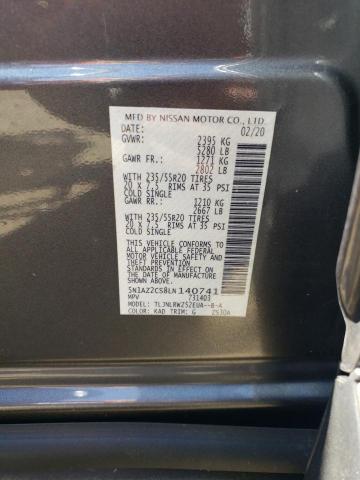 MFD BY NISSAN MOTOR CO., LTD.
DATE: 02/20
GVWR: 2395 KG
5280 LB
GAWR FR.: 1271 KG
2802 LB
WITH 235/55R20 TIRES
20 X 7.5 RIMS AT 35 PSI
COLD SINGLE
GAWR RR.: 1210 KG
2667 LB
WITH 235/55R20 TIRES
20 X 7.5 RIMS AT 35 PSI
COLD SINGLE
THIS VEHICLE CONFORMS TO
ALL APPLICABLE FEDERAL
MOTOR VEHICLE SAFETY AND
THEFT PREVENTION
STANDARDS IN EFFECT ON
THE DATE OF MANUFACTURE
SHOWN ABOVE.
5N1AZ2CS8LN140741
MPV 731403
MODEL: TLJNLRWZ52EUA--B-A
COLOR: KAD TRIM: G Z530A